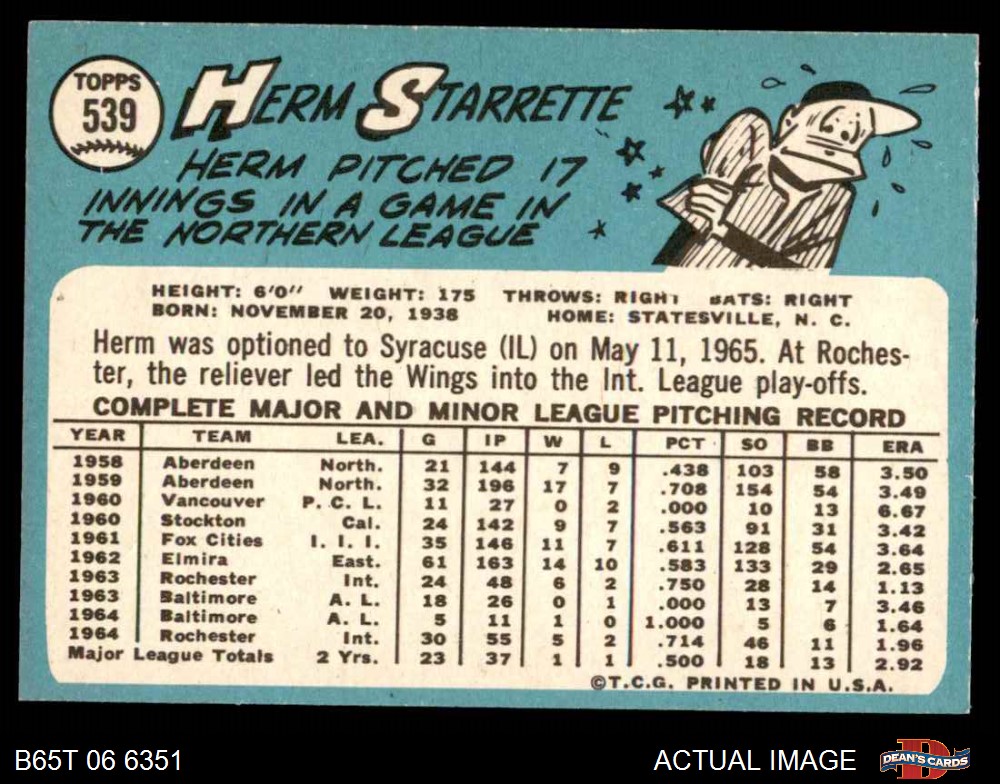 TOPPS
539
HERM STARRETTE
HERM PITCHED 17
INNINGS IN A GAME IN
THE NORTHERN LEAGUE
HEIGHT: 6'0" WEIGHT: 175 THROWS: RIGHT BATS: RIGHT
BORN: NOVEMBER 20, 1938 HOME: STATESVILLE, N. C.
Herm was optioned to Syracuse (IL) on May 11, 1965. At Roches-
ter, the reliever led the Wings into the Int. League play-offs.
COMPLETE MAJOR AND MINOR LEAGUE PITCHING RECORD
YEAR TEAM LEA. G IP W L PCT SO BB ERA
1958 Aberdeen North. 21 144 7 9 .438 103 58 3.50
1959 Aberdeen North. 32 196 17 7 .708 154 54 3.49
1960 Vancouver P. C. L. 11 27 0 2 .000 10 13 6.67
1960 Stockton Cal. 24 142 9 7 .563 91 31 3.42
1961 Fox Cities I. I. I. 35 146 11 7 .611 128 54 3.64
1962 Elmira East. 61 163 14 10 .583 133 29 2.65
1963 Rochester Int. 24 48 6 2 .750 28 14 1.13
1963 Baltimore A. L. 18 26 0 1 .000 13 7 3.46
1964 Baltimore A. L. 5 11 1 0 1.000 5 6 1.64
1964 Rochester Int. 30 55 5 2 .714 46 11 1.96
Major League Totals 2 Yrs. 23 37 1 1 .500 18 13 2.92
©T.C.G. PRINTED IN U.S.A.
B65T 06 6351 ACTUAL IMAGE DEAN'S CARDS